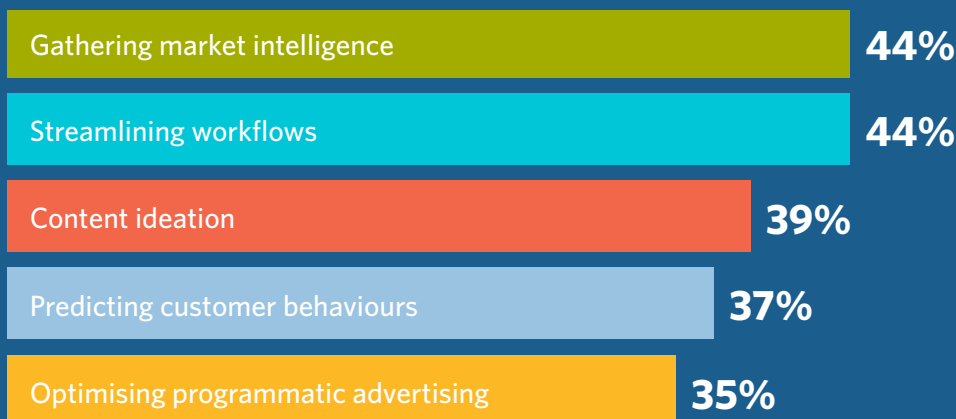 Gathering market intelligence 44%
Streamlining workflows 44%
Content ideation 39%
Predicting customer behaviours 37%
Optimising programmatic advertising 35%